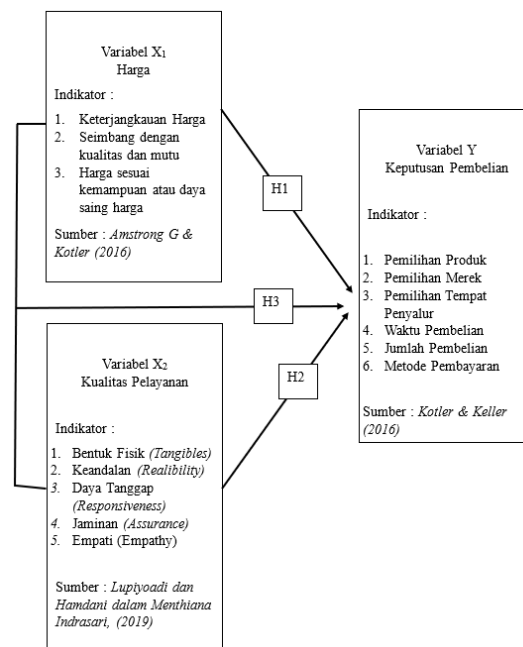 Variabel X₁
Harga
Indikator :
1. Keterjangkauan Harga
2. Seimbang dengan
kualitas dan mutu
3. Harga sesuai
kemampuan atau daya
saing harga
Sumber : Amstrong G &
Kotler (2016)
H1
H3
H2
Variabel X₂
Kualitas Pelayanan
Indikator :
1. Bentuk Fisik (Tangibles)
2. Keandalan (Realibility)
3. Daya Tanggap
(Responsiveness)
4. Jaminan (Assurance)
5. Empati (Empathy)
Sumber : Lupiyoadi dan
Hamdani dalam Menthiana
Indrasari, (2019)
Variabel Y
Keputusan Pembelian
Indikator :
1. Pemilihan Produk
2. Pemilihan Merek
3. Pemilihan Tempat
Penyalur
4. Waktu Pembelian
5. Jumlah Pembelian
6. Metode Pembayaran
Sumber : Kotler & Keller
(2016)